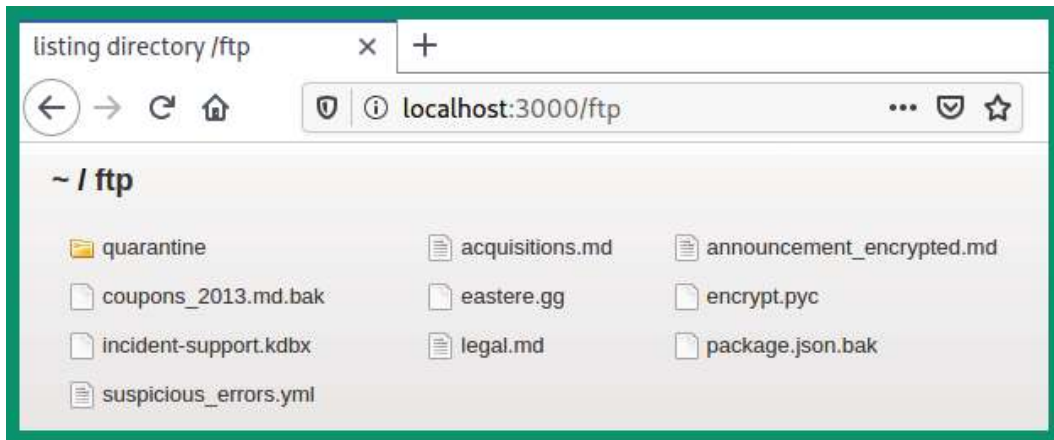 listing directory /ftp
localhost:3000/ftp
~ / ftp
quarantine acquisitions.md announcement_encrypted.md
coupons_2013.md.bak eastere.gg encrypt.pyc
incident-support.kdbx legal.md package.json.bak
suspicious_errors.yml